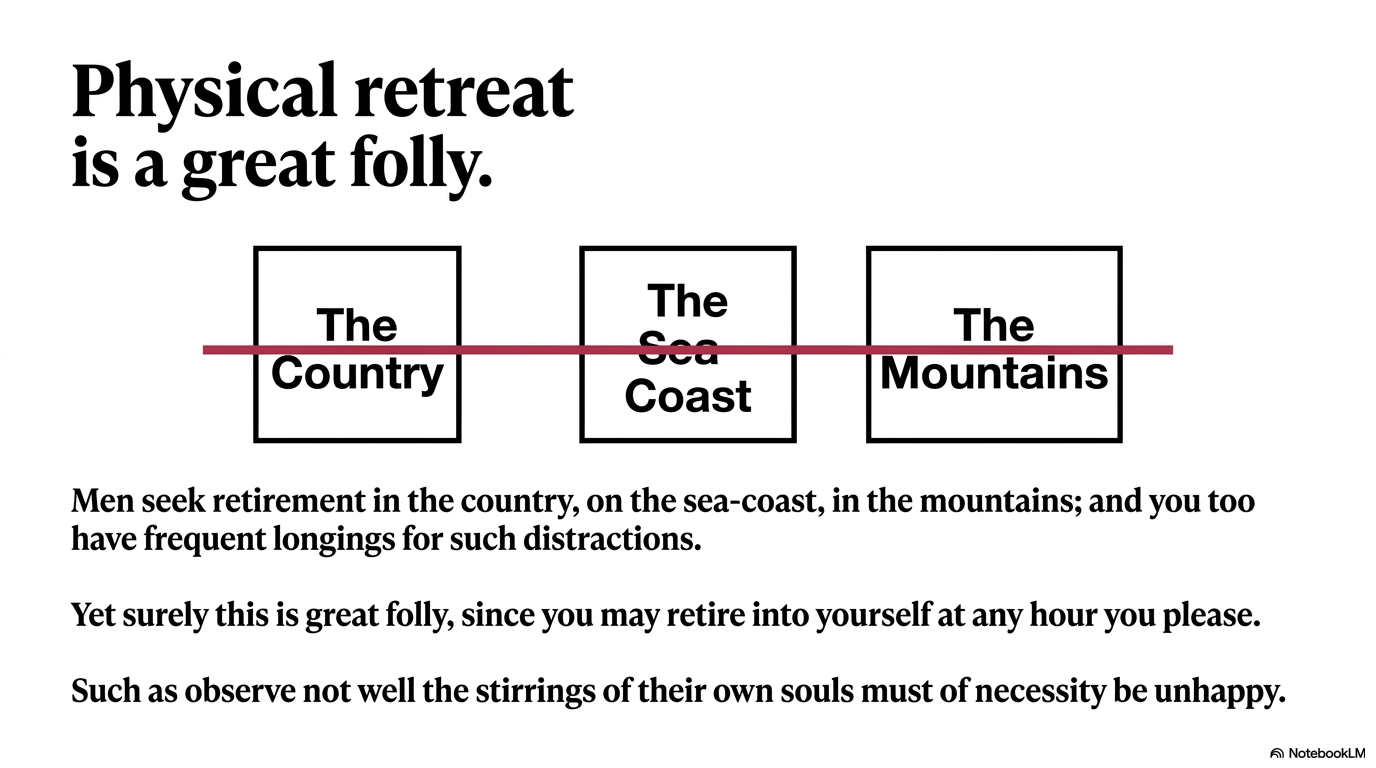 Physical retreat
is a great folly.
The
Country
The
Sea
Coast
The
Mountains
Men seek retirement in the country, on the sea-coast, in the mountains; and you too
have frequent longings for such distractions.
Yet surely this is great folly, since you may retire into yourself at any hour you please.
Such as observe not well the stirrings of their own souls must of necessity be unhappy.
NotebookLM